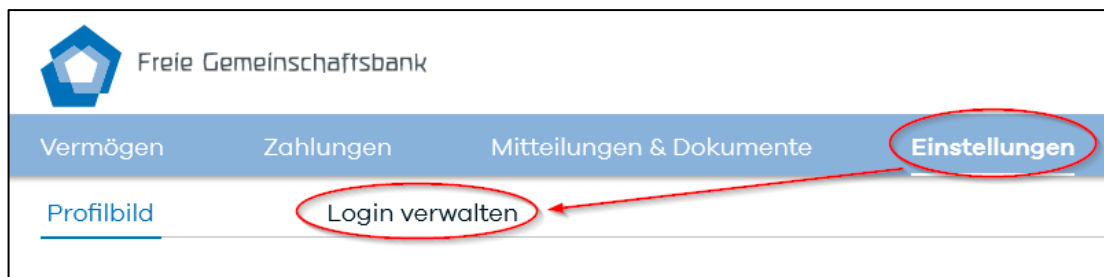 Freie Gemeinschaftsbank
Vermögen Zahlungen Mitteilungen & Dokumente Einstellungen
Profilbild Login verwalten